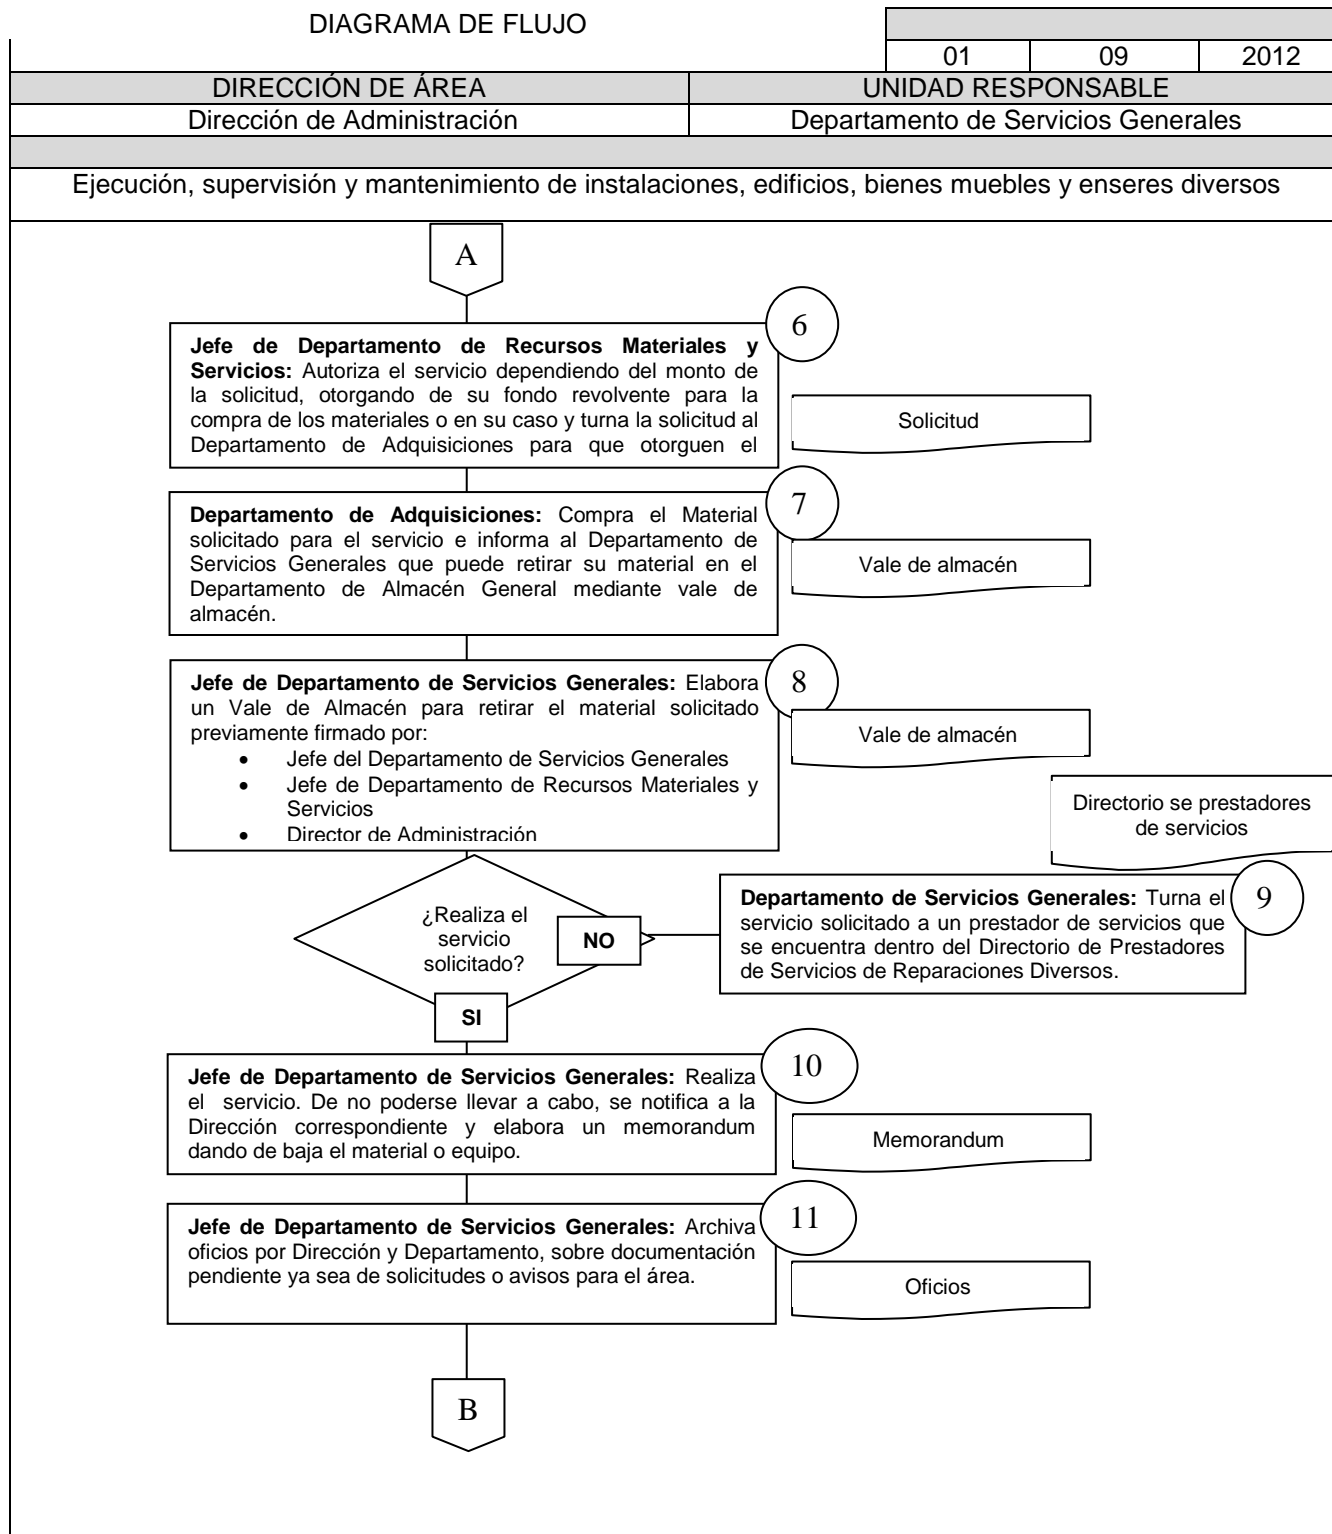 DIAGRAMA DE FLUJO
01 09 2012
DIRECCIÓN DE ÁREA UNIDAD RESPONSABLE
Dirección de Administración Departamento de Servicios Generales
Ejecución, supervisión y mantenimiento de instalaciones, edificios, bienes muebles y enseres diversos
A
6
Jefe de Departamento de Recursos Materiales y
Servicios: Autoriza el servicio dependiendo del monto de
la solicitud, otorgando de su fondo revolvente para la
compra de los materiales o en su caso y turna la solicitud al
Departamento de Adquisiciones para que otorguen el
Solicitud
7
Departamento de Adquisiciones: Compra el Material
solicitado para el servicio e informa al Departamento de
Servicios Generales que puede retirar su material en el
Departamento de Almacén General mediante vale de
almacén.
Vale de almacén
8
Jefe de Departamento de Servicios Generales: Elabora
un Vale de Almacén para retirar el material solicitado
previamente firmado por:
• Jefe del Departamento de Servicios Generales
• Jefe de Departamento de Recursos Materiales y
Servicios
• Director de Administración
Vale de almacén
Directorio se prestadores
de servicios
¿Realiza el
servicio
solicitado?
NO
SI
9
Departamento de Servicios Generales: Turna el
servicio solicitado a un prestador de servicios que
se encuentra dentro del Directorio de Prestadores
de Servicios de Reparaciones Diversos.
10
Jefe de Departamento de Servicios Generales: Realiza
el servicio. De no poderse llevar a cabo, se notifica a la
Dirección correspondiente y elabora un memorandum
dando de baja el material o equipo.
Memorandum
11
Jefe de Departamento de Servicios Generales: Archiva
oficios por Dirección y Departamento, sobre documentación
pendiente ya sea de solicitudes o avisos para el área.
Oficios
B